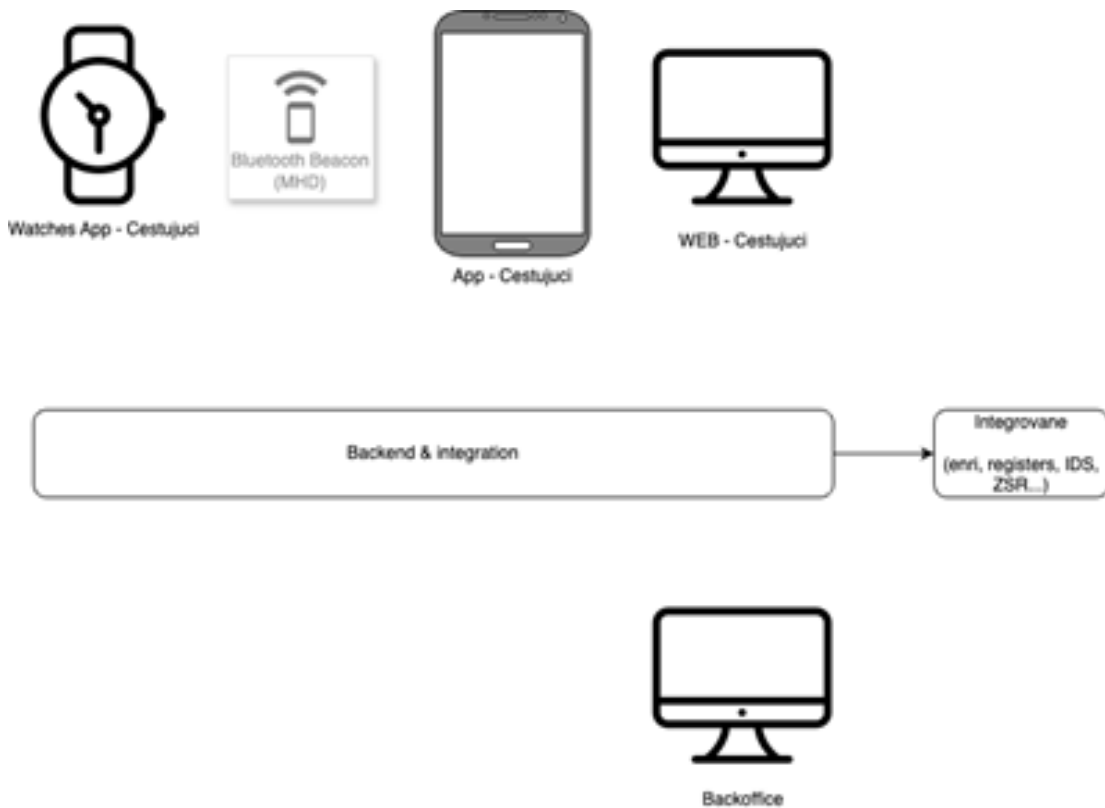 Bluetooth Beacon
(MHD)
Watches App - Cestujuci
WEB - Cestujuci
App - Cestujuci
Backend & integration
Integrovane
(enri, registers, IDS,
ZSR...)
Backoffice